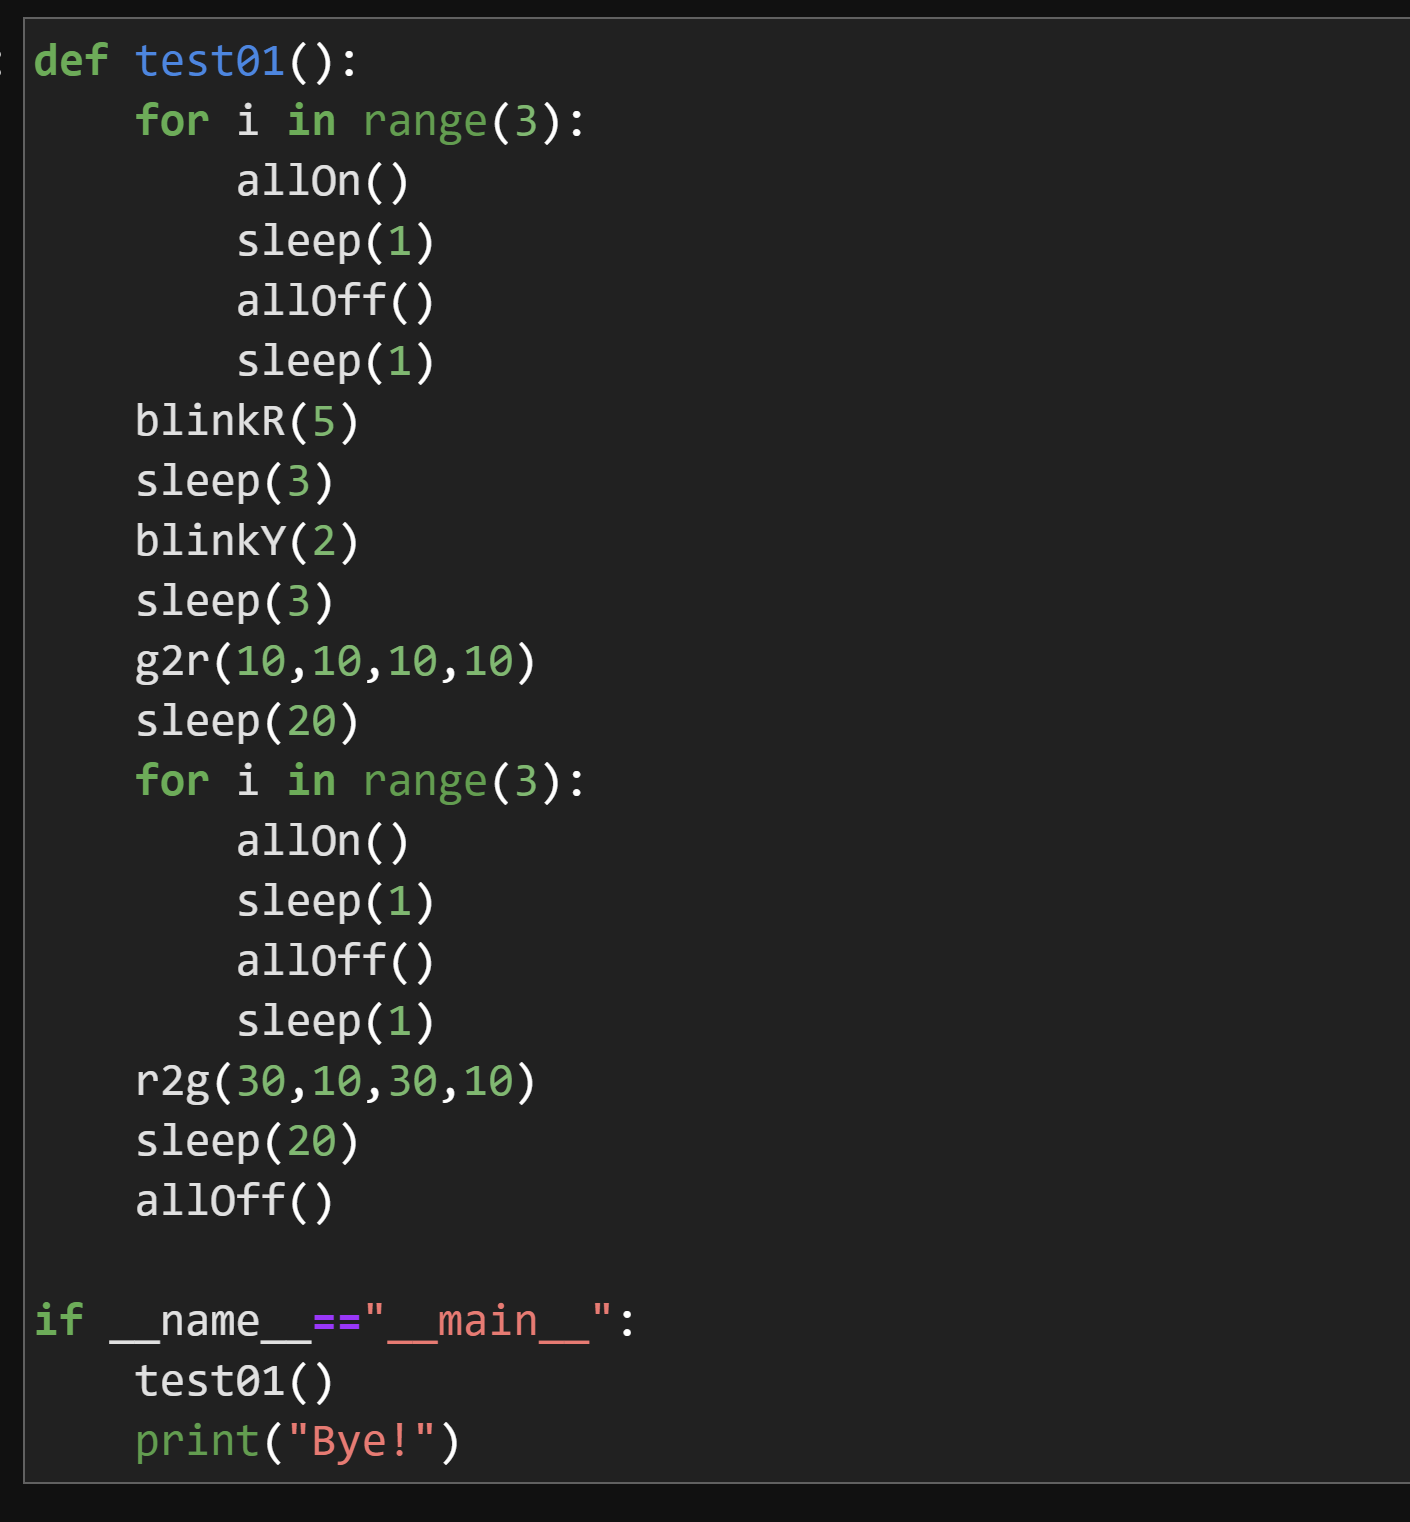 def test01():
    for i in range(3):
        allOn()
        sleep(1)
        allOff()
        sleep(1)
    blinkR(5)
    sleep(3)
    blinkY(2)
    sleep(3)
    g2r(10,10,10,10)
    sleep(20)
    for i in range(3):
        allOn()
        sleep(1)
        allOff()
        sleep(1)
    r2g(30,10,30,10)
    sleep(20)
    allOff()

if __name__=="__main__":
    test01()
    print("Bye!")